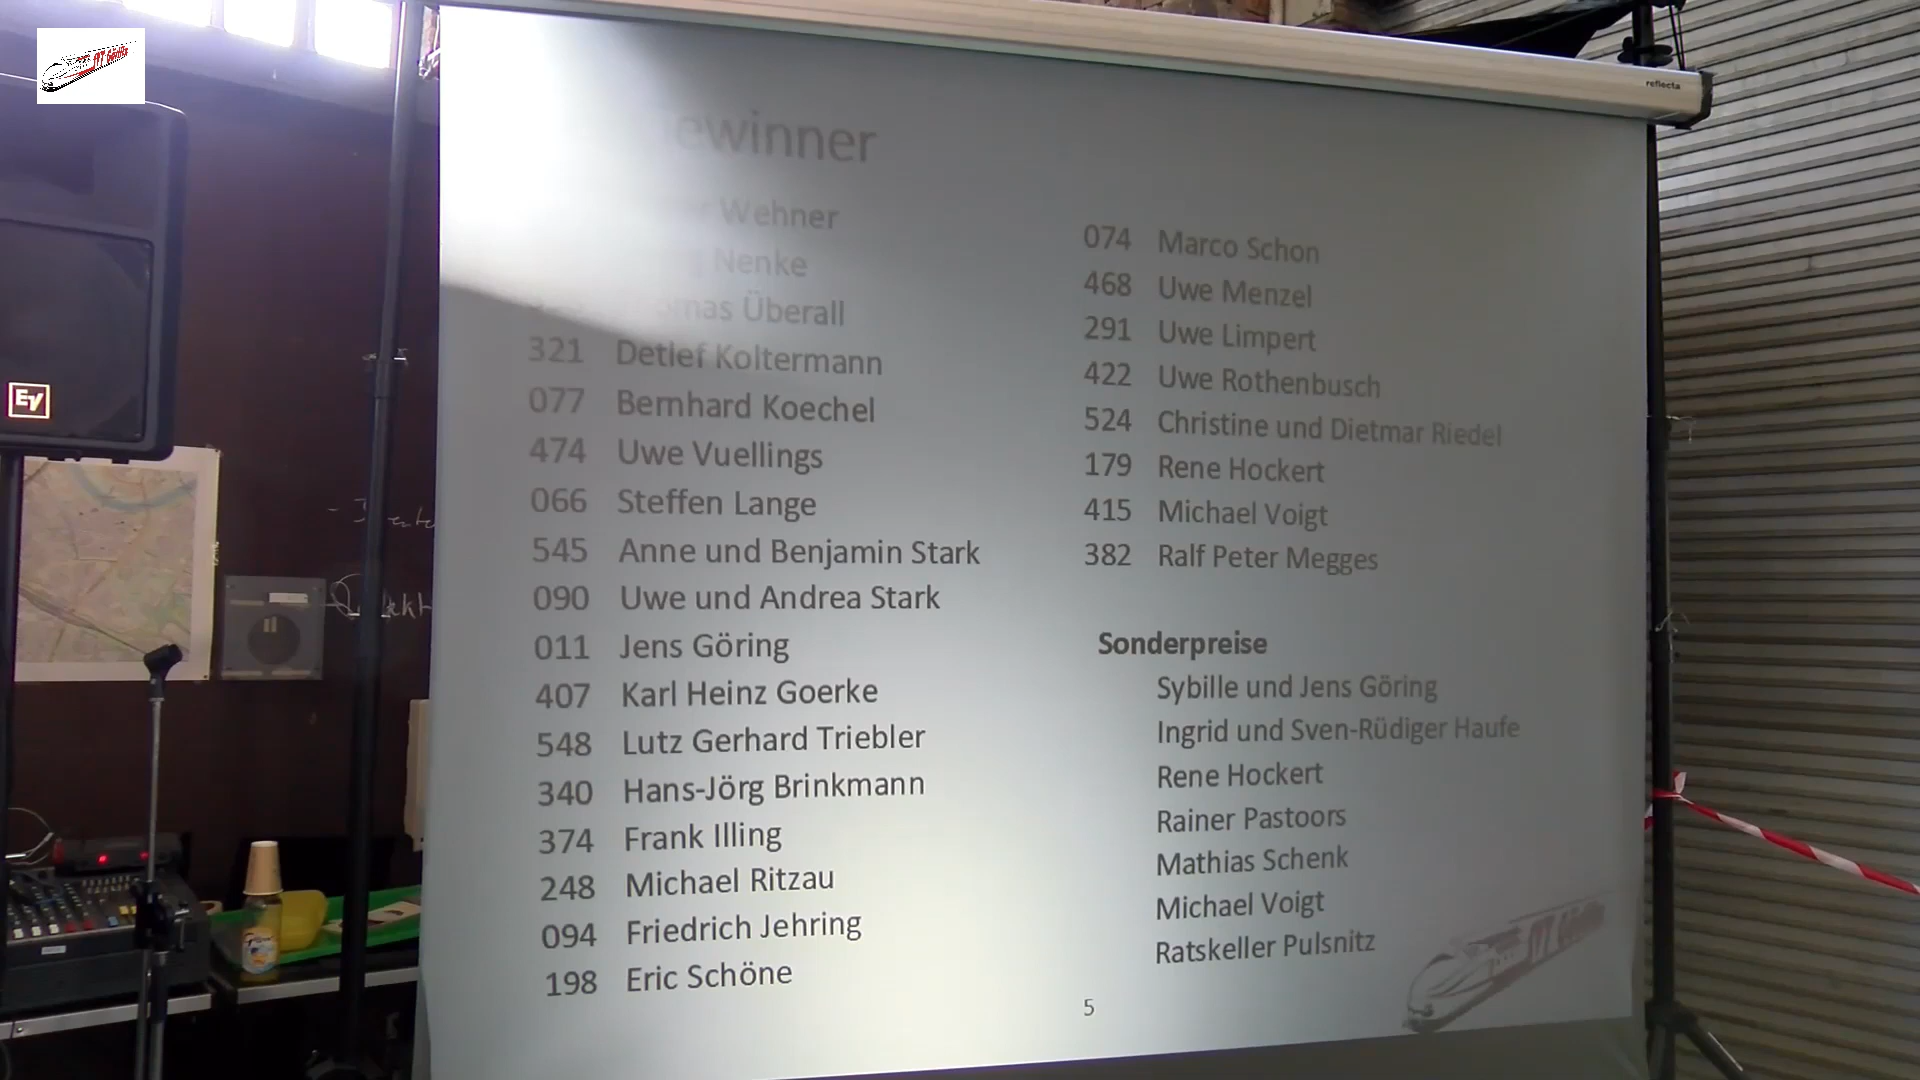 reflecta
ewinner
Wehner
Nenke
Überall
321 Detlef Koltermann
077 Bernhard Koechel
474 Uwe Vuellings
066 Steffen Lange
545 Anne und Benjamin Stark
090 Uwe und Andrea Stark
011 Jens Göring
407 Karl Heinz Goerke
548 Lutz Gerhard Triebler
340 Hans-Jörg Brinkmann
374 Frank Illing
248 Michael Ritzau
094 Friedrich Jehring
198 Eric Schöne
074 Marco Schon
468 Uwe Menzel
291 Uwe Limpert
422 Uwe Rothenbusch
524 Christine und Dietmar Riedel
179 Rene Hockert
415 Michael Voigt
382 Ralf Peter Megges
Sonderpreise
Sybille und Jens Göring
Ingrid und Sven-Rüdiger Haufe
Rene Hockert
Rainer Pastoors
Mathias Schenk
Michael Voigt
Ratskeller Pulsnitz
5
EV